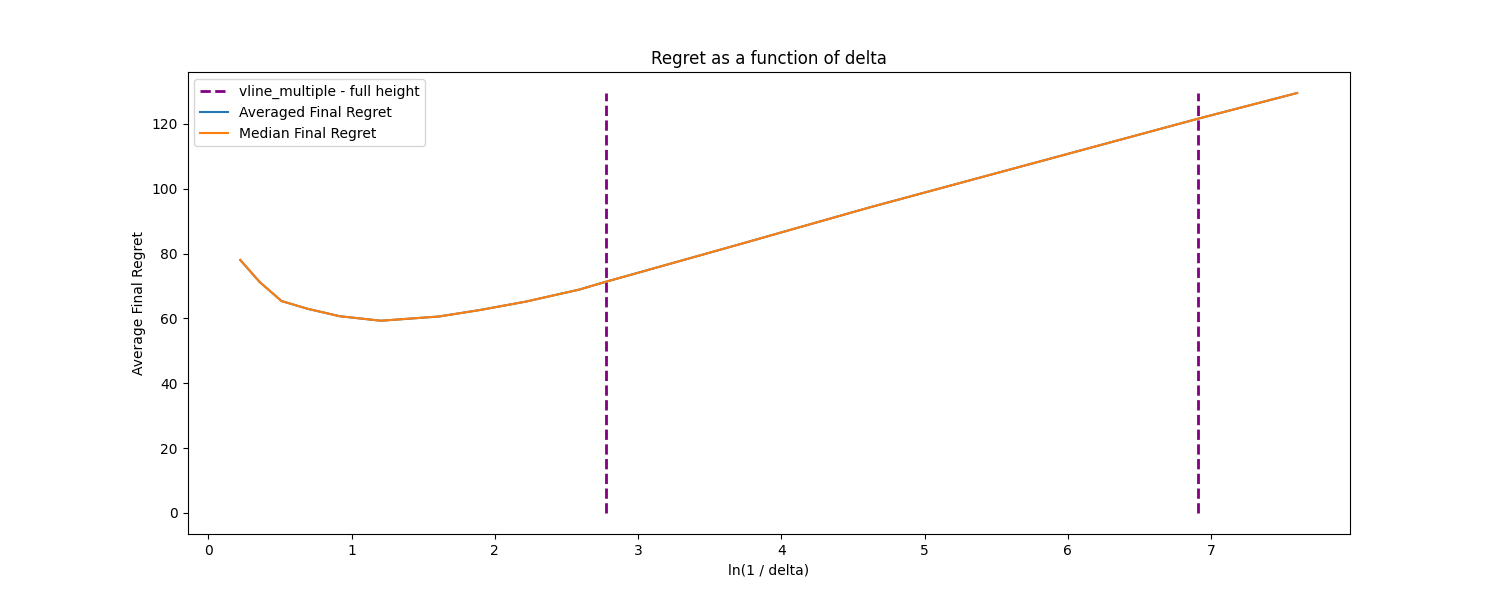 Regret as a function of delta
vline_multiple - full height
Averaged Final Regret
Median Final Regret
Average Final Regret
120
100
80
60
40
20
0
0 1 2 3 4 5 6 7
ln(1 / delta)